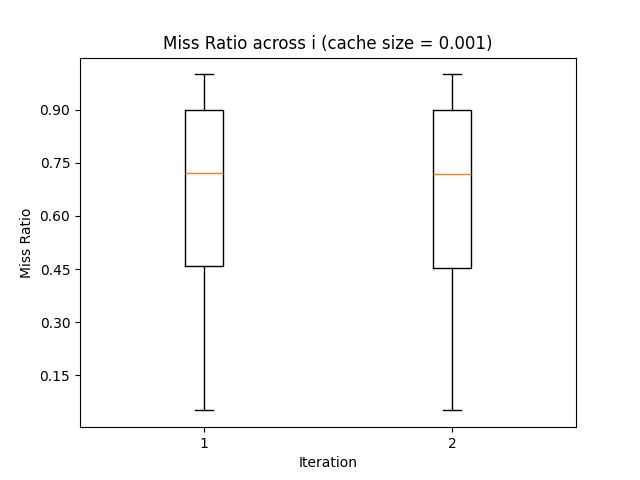 Miss Ratio across i (cache size = 0.001)
Miss Ratio
0.90
0.75
0.60
0.45
0.30
0.15
1
2
Iteration